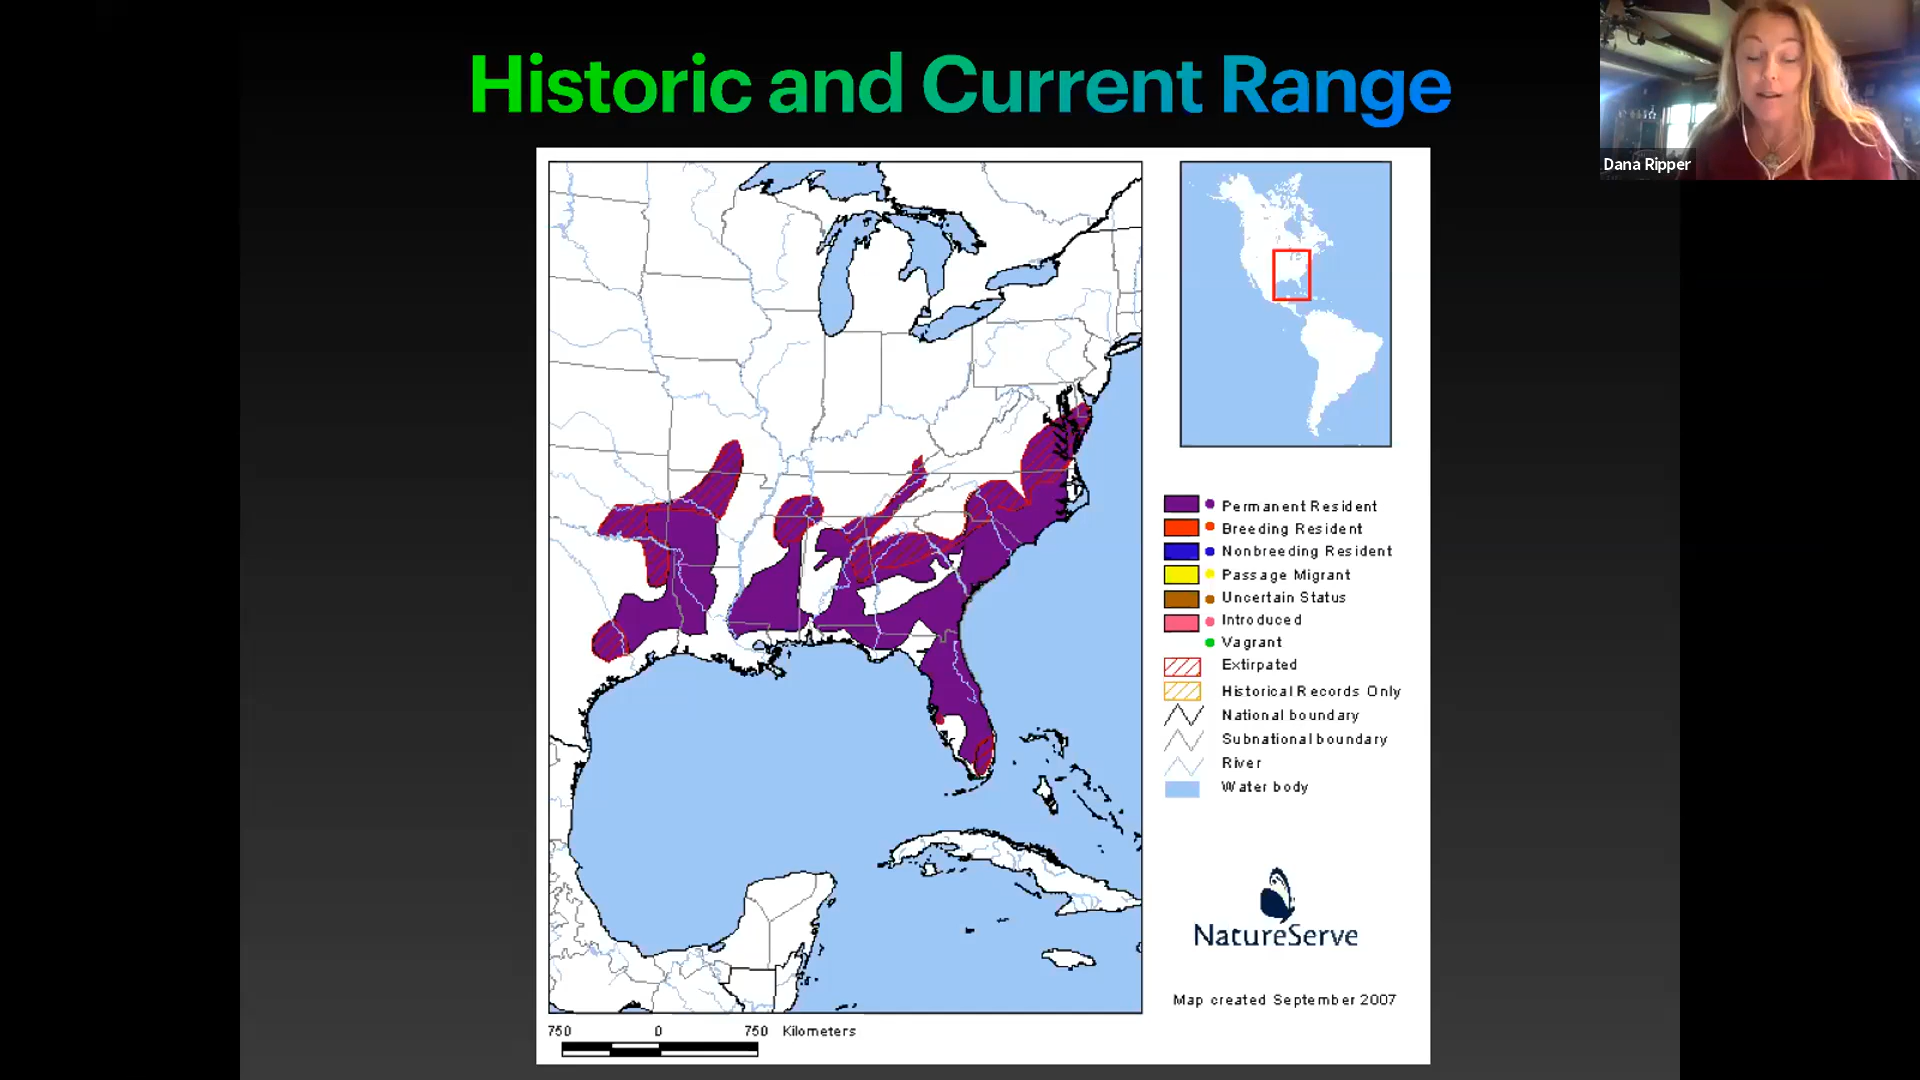 Historic and Current Range
Dana Ripper
Permanent Resident
Breeding Resident
Nonbreeding Resident
Passage Migrant
Uncertain Status
Introduced
Vagrant
Extirpated
Historical Records Only
National boundary
Subnational boundary
River
Water body
NatureServe
Map created September 2007
750 0 750 Kilometers